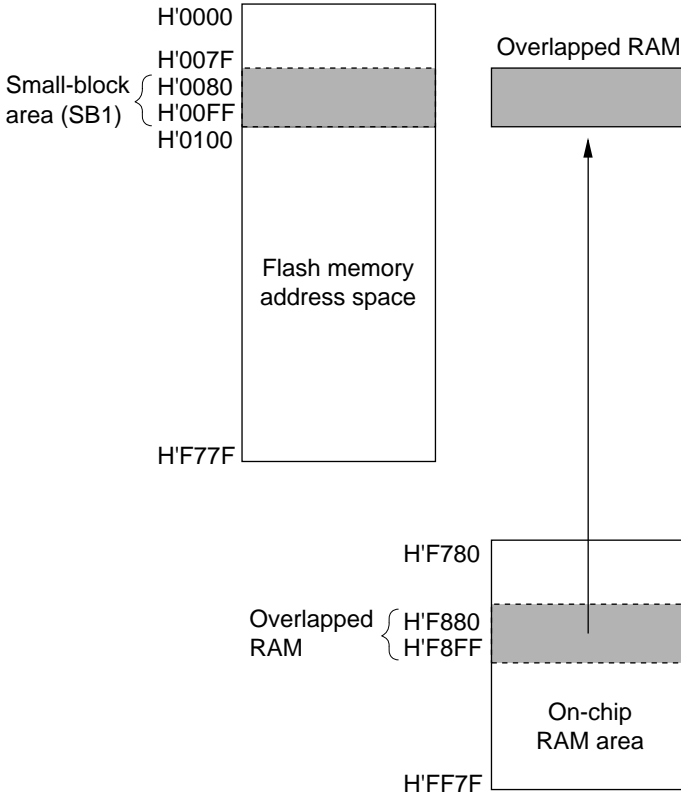 H'0000
H'007F
Small-block
area (SB1)
H'0080
H'00FF
H'0100
Overlapped RAM
Flash memory
address space
H'F77F
H'F780
Overlapped
RAM
H'F880
H'F8FF
On-chip
RAM area
H'FF7F